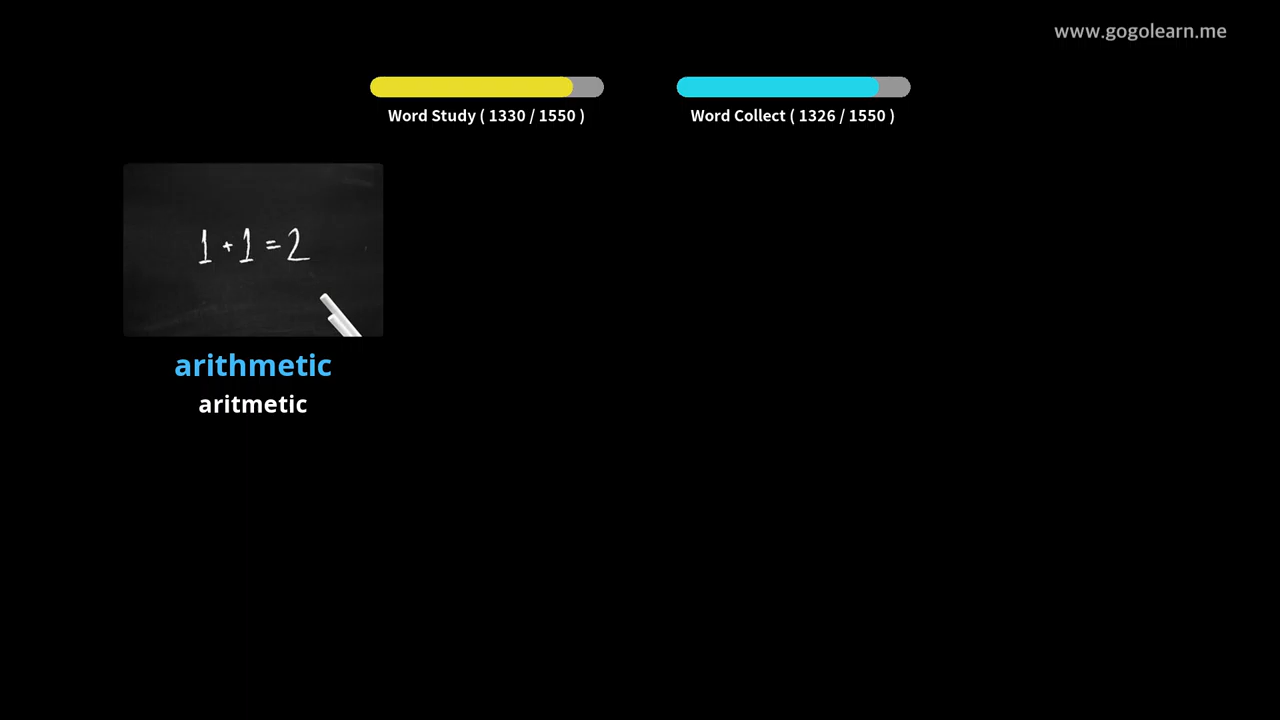 www.gogolearn.me
Word Study ( 1330 / 1550 )
Word Collect ( 1326 / 1550 )
1 + 1 = 2
arithmetic
aritmetic